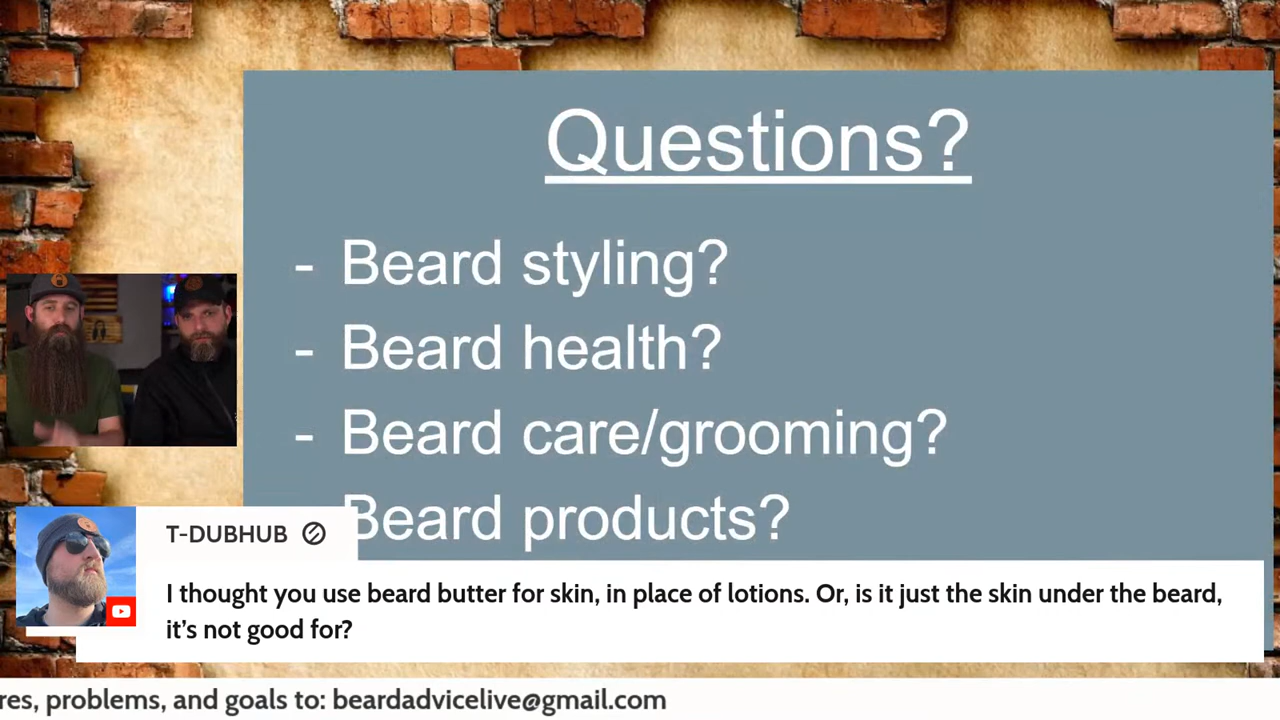 Questions?
- Beard styling?
- Beard health?
- Beard care/grooming?
Beard products?
T-DUBHUB
I thought you use beard butter for skin, in place of lotions. Or, is it just the skin under the beard,
it's not good for?
res, problems, and goals to: beardadvicelive@gmail.com